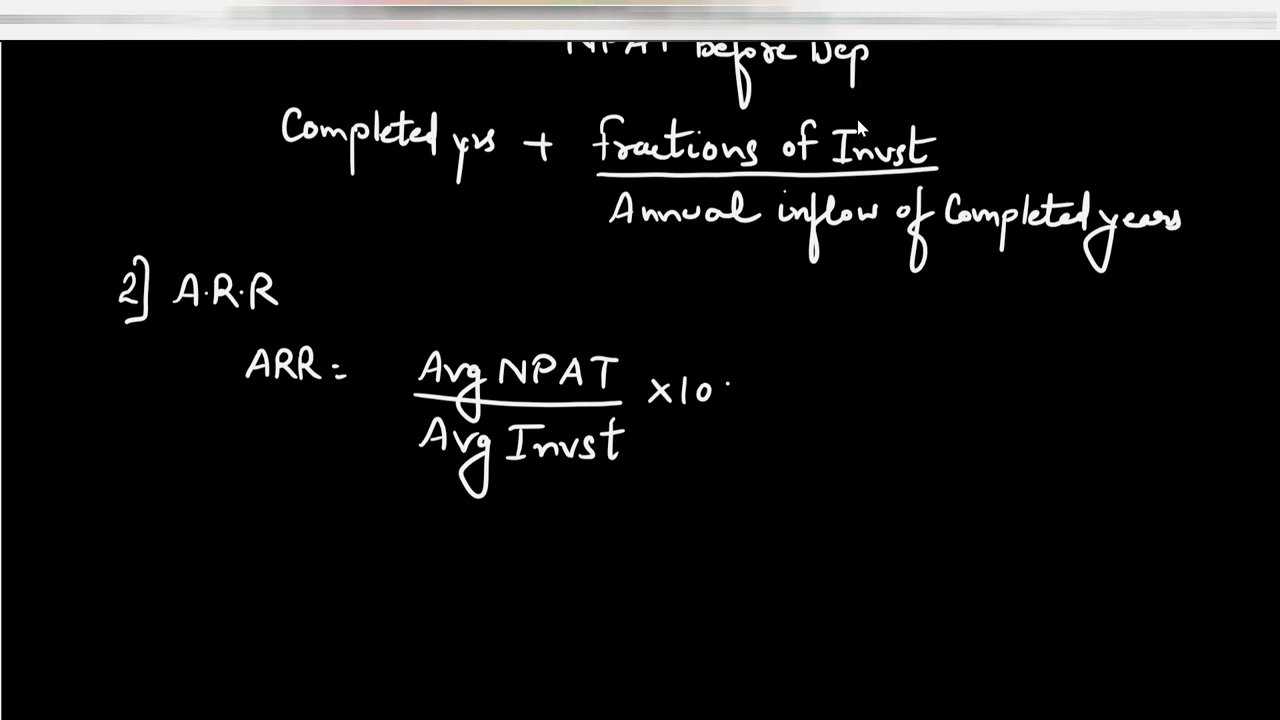 NPAT before Dep
Completed yrs + fractions of Invst
Annual inflow of Completed years
2] A.R.R
ARR = Avg NPAT × 10
Avg Invst